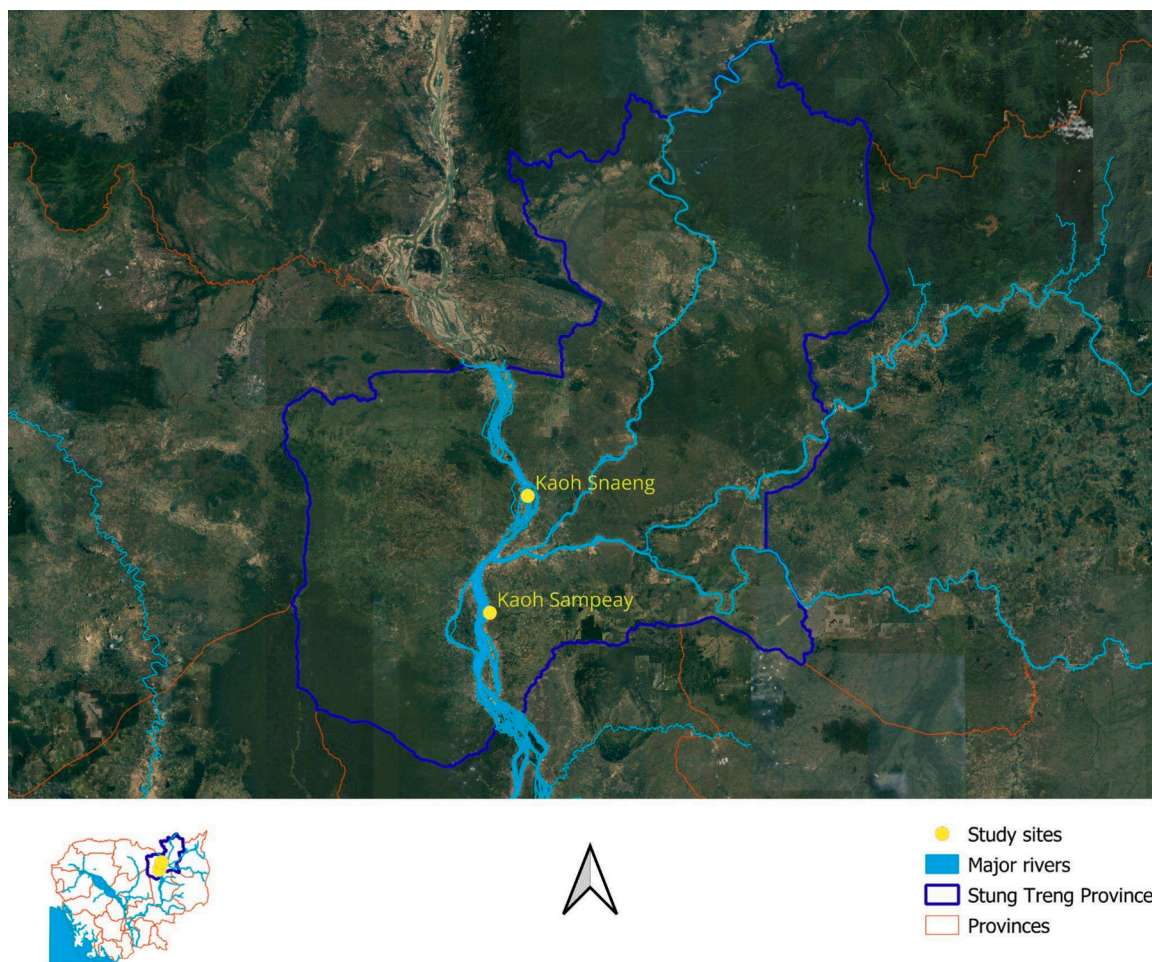 Kaoh Snaeng
Kaoh Sampeay
Study sites
Major rivers
Stung Treng Province
Provinces